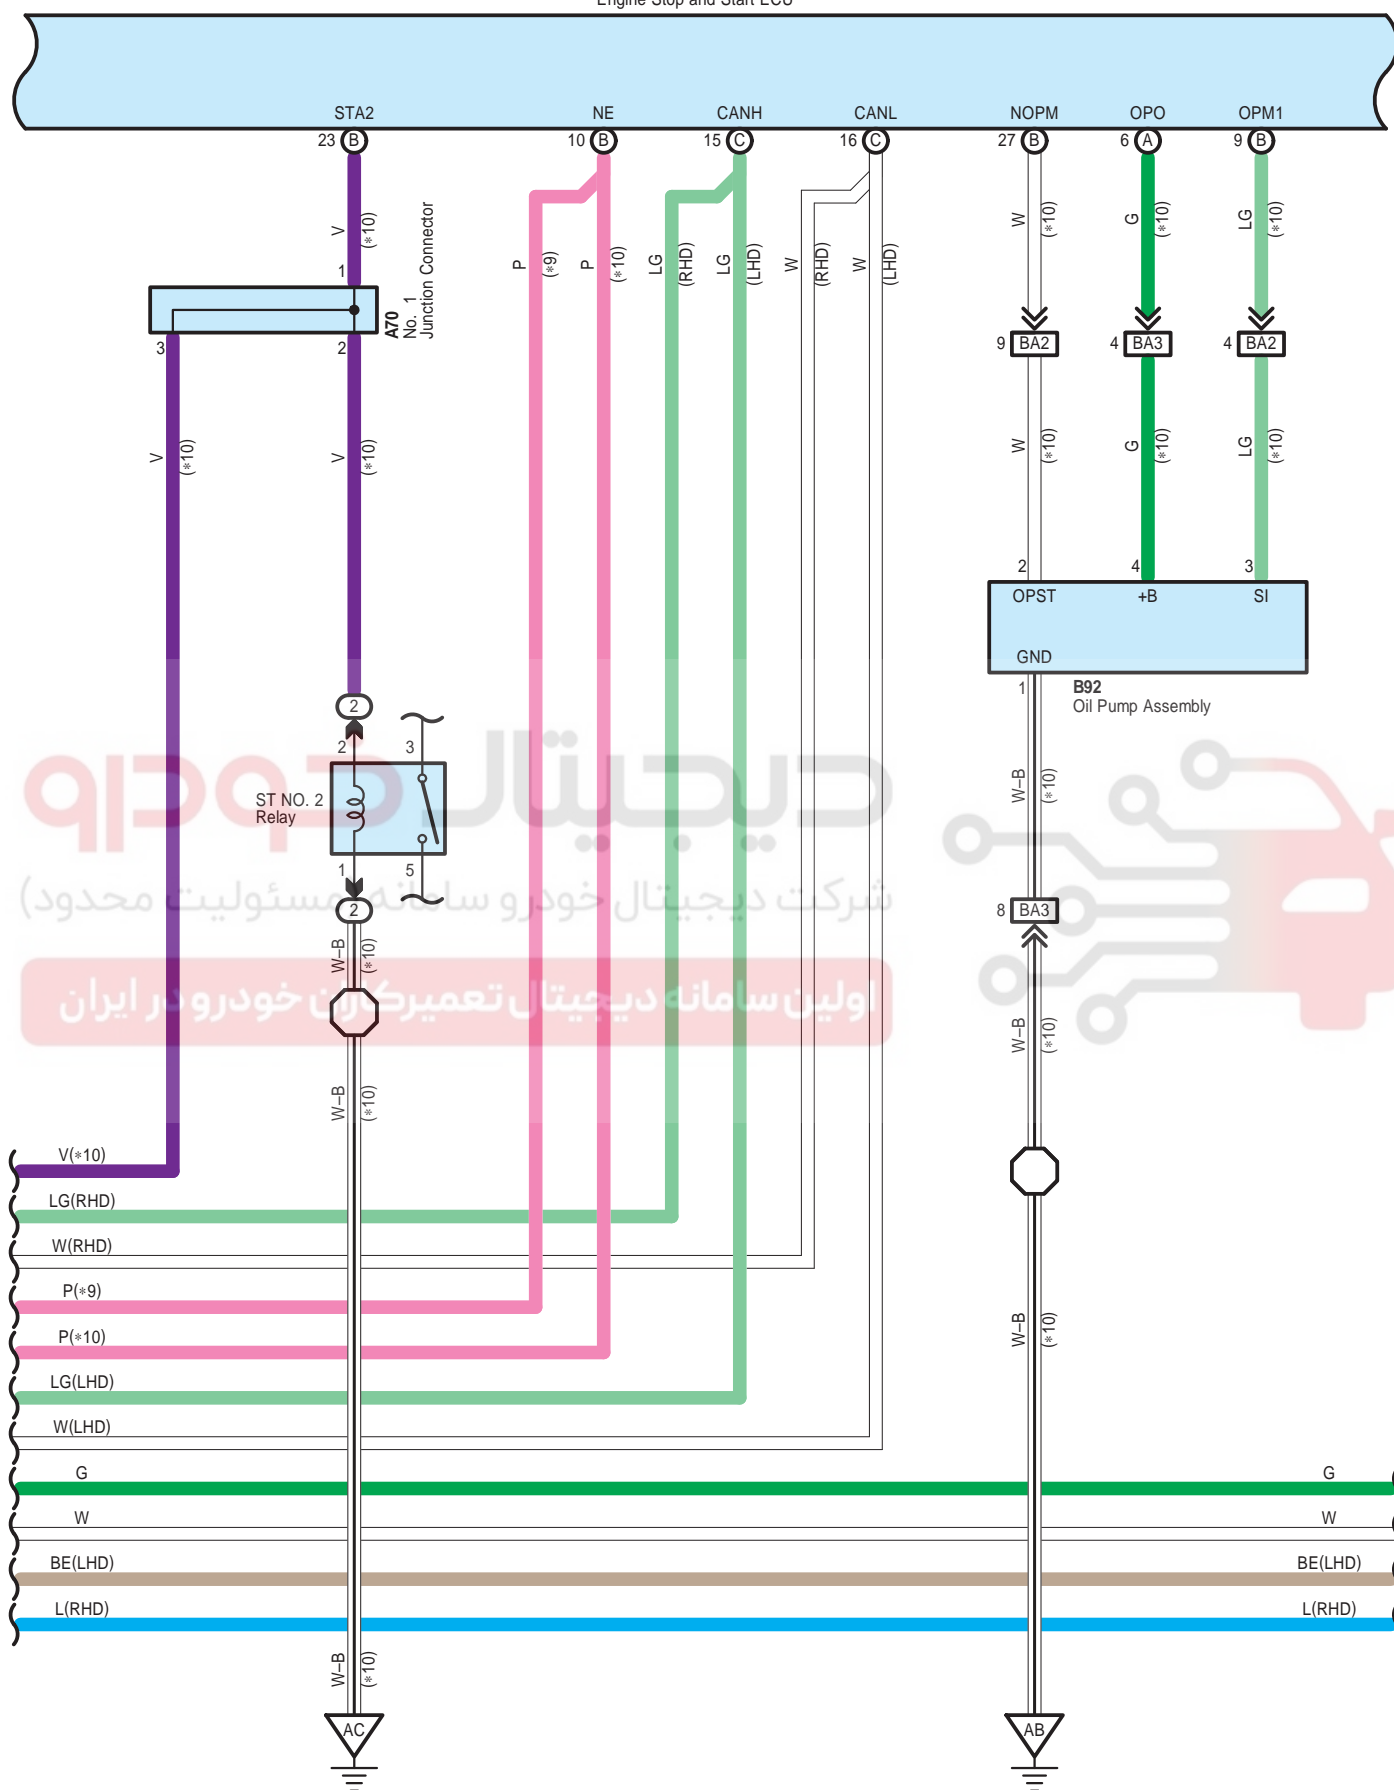 Engine Stop and Start ECU
STA2 NE CANH CANL NOPM OPO OPM1
23 B 10 B 15 C 16 C 27 B 6 A 9 B
V (*10)
P (*9) P (*10) LG (RHD) LG (LHD) W (RHD) W (LHD)
W (*10) G (*10) LG (*10)
1
A70
No. 1
Junction Connector
3 2
9 BA2 4 BA3 4 BA2
V (*10) V (*10) W (*10) G (*10) LG (*10)
2 4 3
OPST +B SI
GND
1
B92
Oil Pump Assembly
2
2 3
ST NO. 2
Relay
1 5
2
دیجیتال خودرو
شرکت دیجیتال خودرو سامانه (مسئولیت محدود)
اولین سامانه دیجیتال تعمیرکاران خودرو در ایران
W-B (*10)
8 BA3
W-B (*10)
W-B (*10)
W-B (*10)
V(*10)
LG(RHD)
W(RHD)
P(*9)
W-B (*10)
P(*10)
LG(LHD)
W(LHD)
G G
W W
BE(LHD) BE(LHD)
L(RHD) L(RHD)
W-B (*10)
AC AB